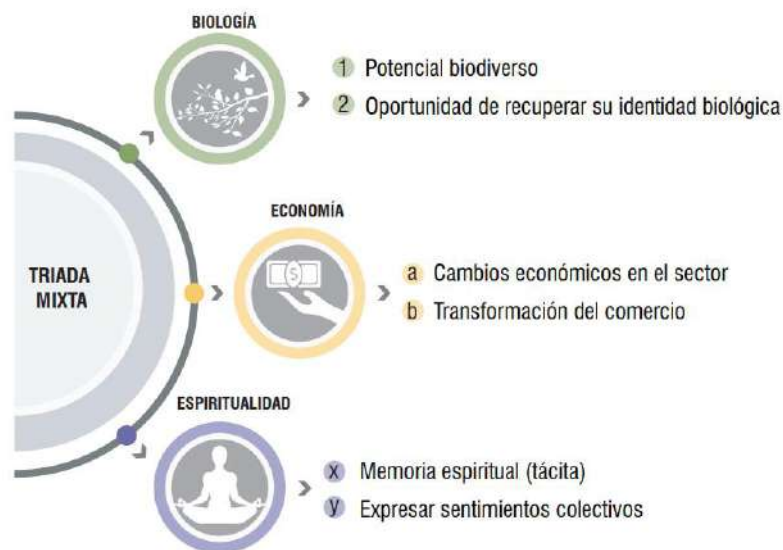 BIOLOGÍA
1 Potencial biodiverso
2 Oportunidad de recuperar su identidad biológica
TRIADA
MIXTA
ECONOMÍA
$
a Cambios económicos en el sector
b Transformación del comercio
ESPIRITUALIDAD
x Memoria espiritual (tácita)
y Expresar sentimientos colectivos